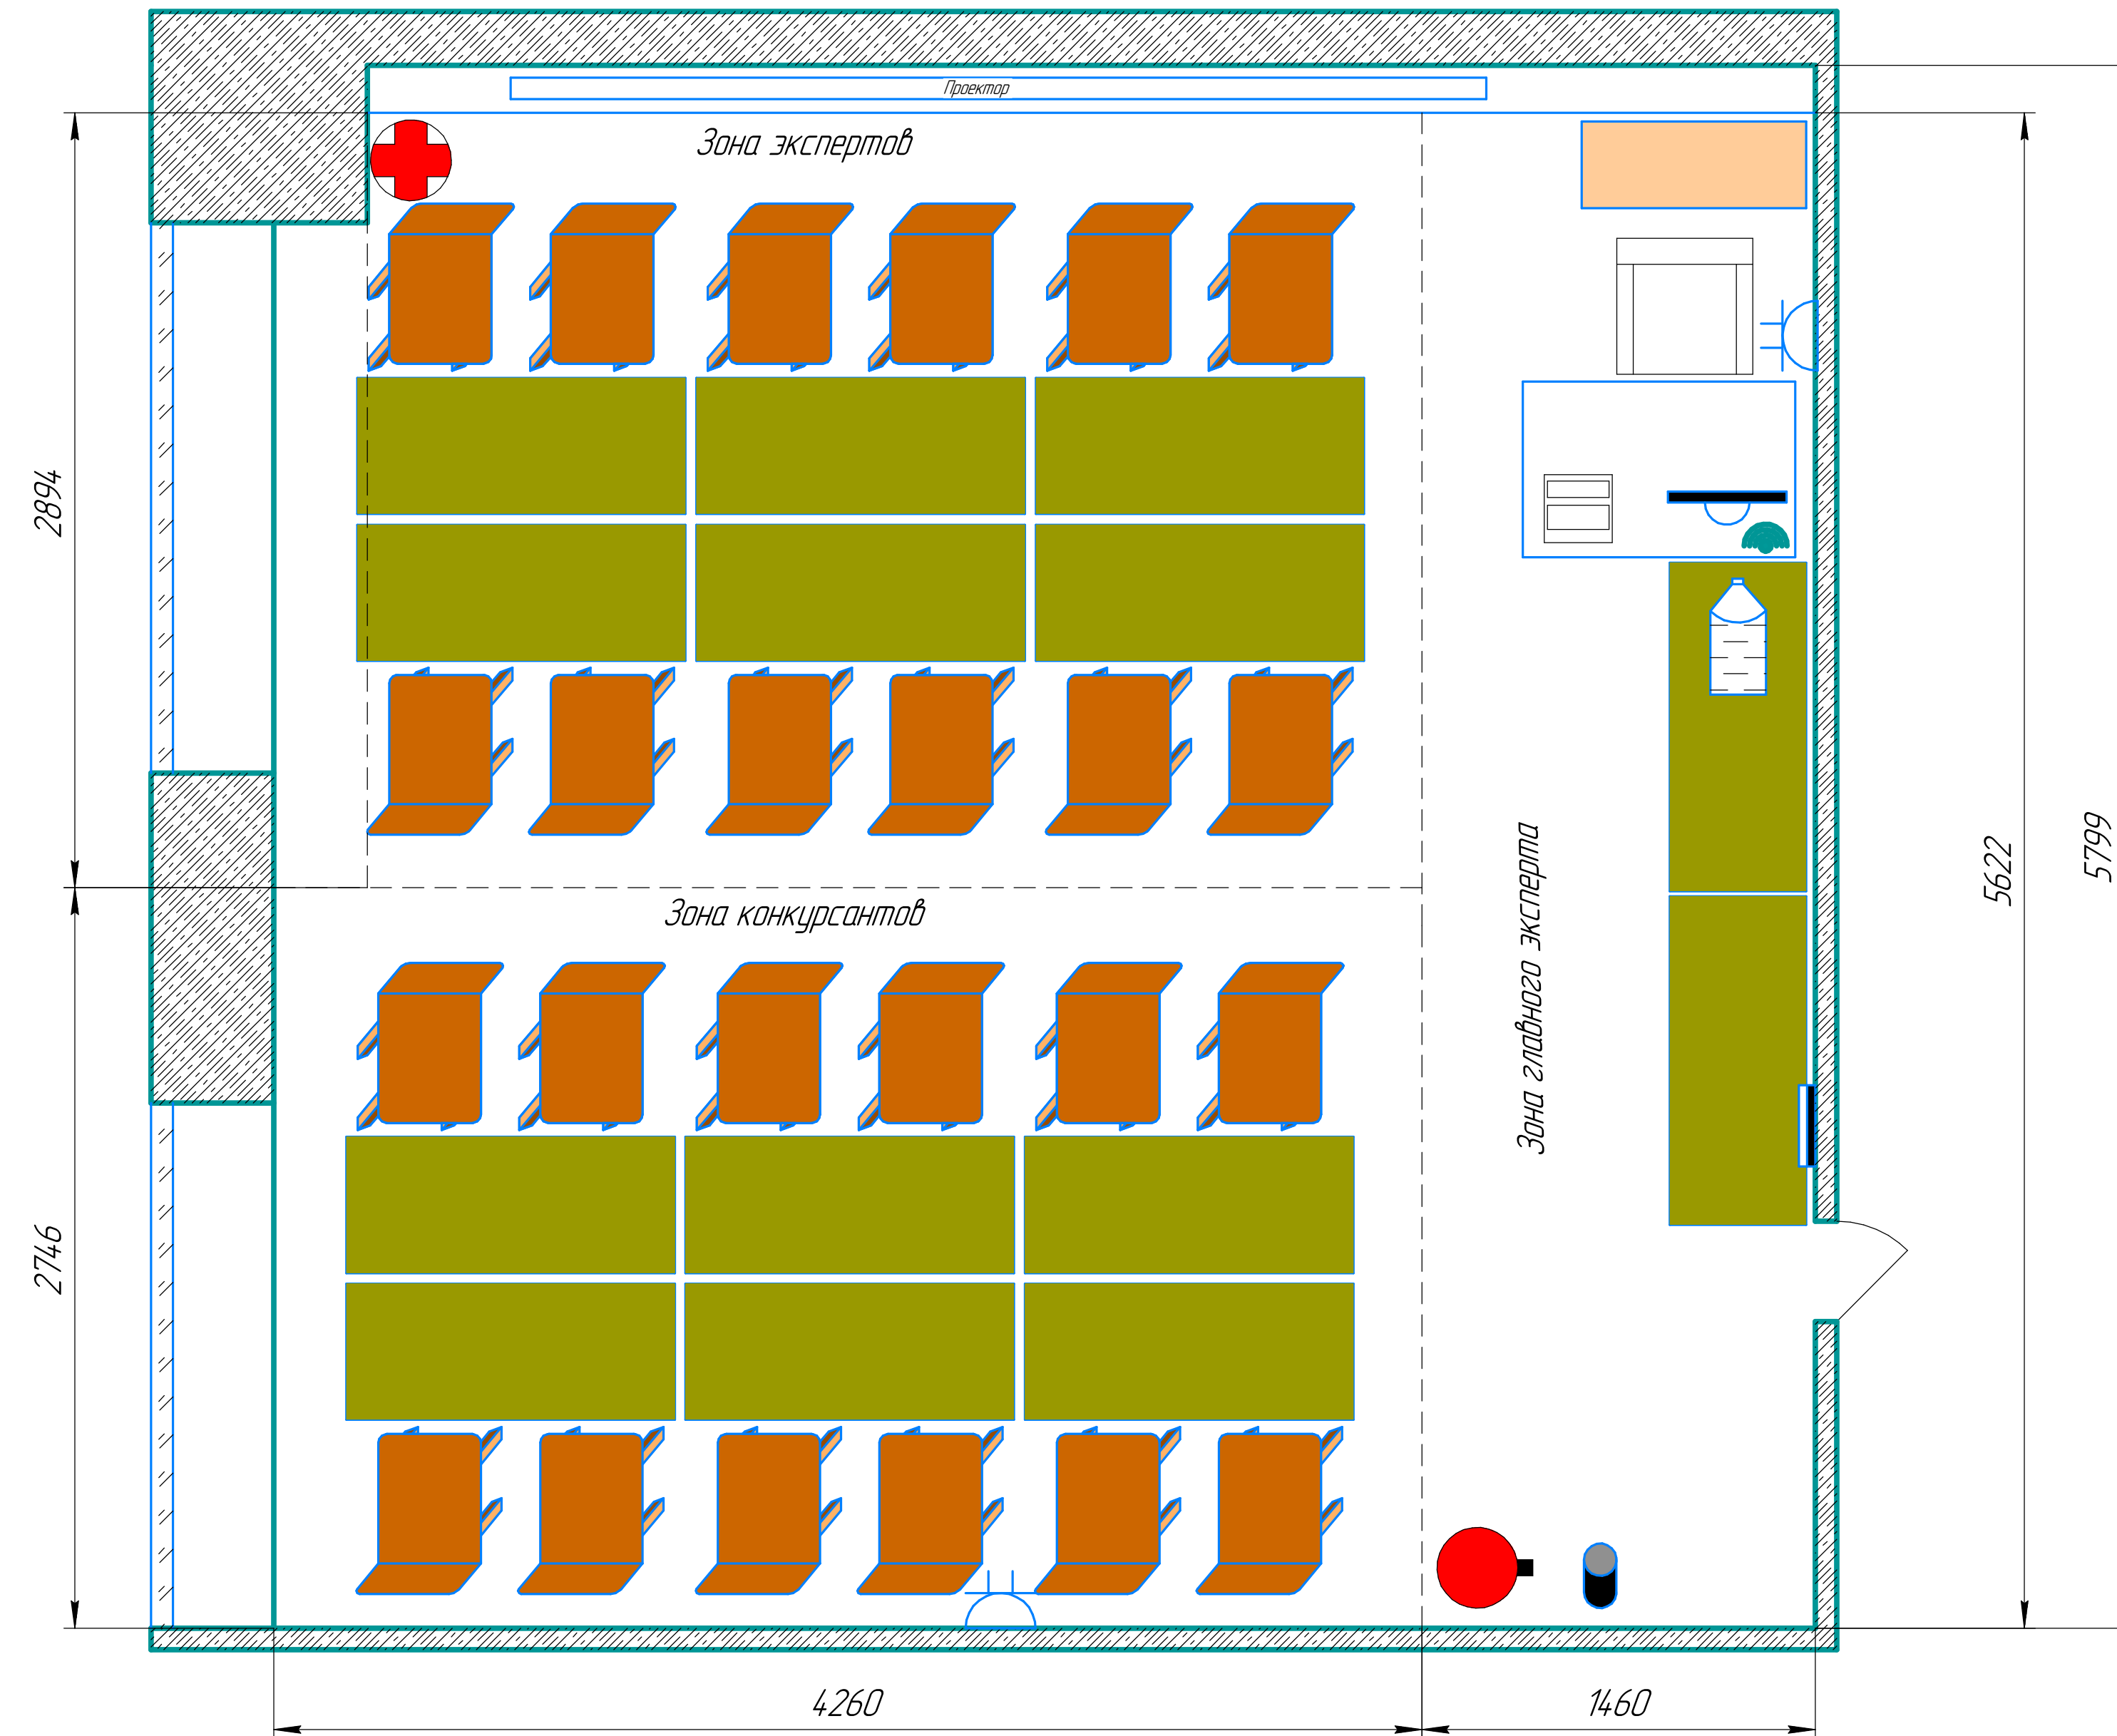 Проектор
Зона экспертов
2894
Зона конкурсантов
Зона главного эксперта
5622
5799
2746
4260
1460